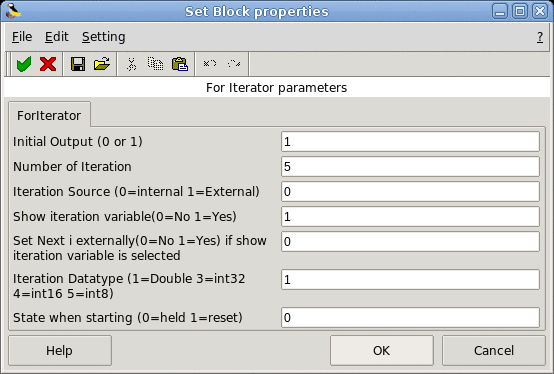 Set Block properties
File Edit Setting ?
For Iterator parameters
ForIterator
Initial Output (0 or 1) 1
Number of Iteration 5
Iteration Source (0=internal 1=External) 0
Show iteration variable(0=No 1=Yes) 1
Set Next i externally(0=No 1=Yes) if show 0
iteration variable is selected
Iteration Datatype (1=Double 3=int32 1
4=int16 5=int8)
State when starting (0=held 1=reset) 0
Help OK Cancel